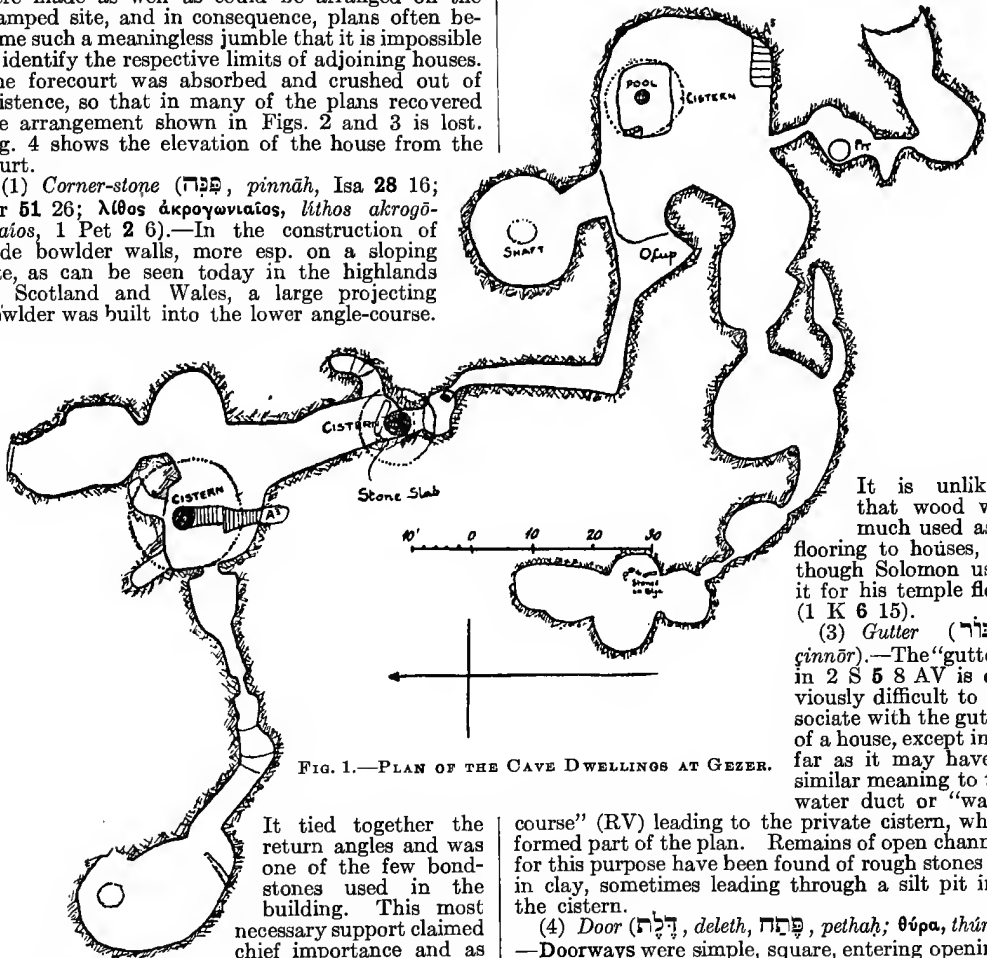 ere made as well as could be arranged on the
amped site, and in consequence, plans often be-
me such a meaningless jumble that it is impossible
identify the respective limits of adjoining houses.
ne forecourt was absorbed and crushed out of
istence, so that in many of the plans recovered
e arrangement shown in Figs. 2 and 3 is lost.
g. 4 shows the elevation of the house from the
urt.
(1) Corner-stone (פִּנָּה, pinnāh, Isa 28 16;
r 51 26; λίθος ἀκρογωνιαῖος, líthos akrogō-
aíos, 1 Pet 2 6).—In the construction of
de bowlder walls, more esp. on a sloping
te, as can be seen today in the highlands
Scotland and Wales, a large projecting
wlder was built into the lower angle-course.
A5
POOL
CISTERN
PIT
SHAFT
0f up
CISTERN
Stone Slab
CISTERN
A3
10' 0 10 20 30
Stones
on Edge
FIG. 1.—PLAN OF THE CAVE DWELLINGS AT GEZER.
It tied together the
return angles and was
one of the few bond-
stones used in the
building. This most
necessary support claimed
chief importance and as
It is unlik
that wood w
much used as
flooring to houses,
though Solomon us
it for his temple fl
(1 K 6 15).
(3) Gutter (נּוֹר
çinnōr).—The "gutt
in 2 S 5 8 AV is
viously difficult to
sociate with the gut
of a house, except in
far as it may have
similar meaning to
water duct or "wa
course" (RV) leading to the private cistern, wh
formed part of the plan. Remains of open chann
for this purpose have been found of rough stones
in clay, sometimes leading through a silt pit in
the cistern.
(4) Door (דֶּלֶת, deleth, פֶּתַח, pethaḥ; θύρα, thúr
—Doorways were simple, square, entering openin